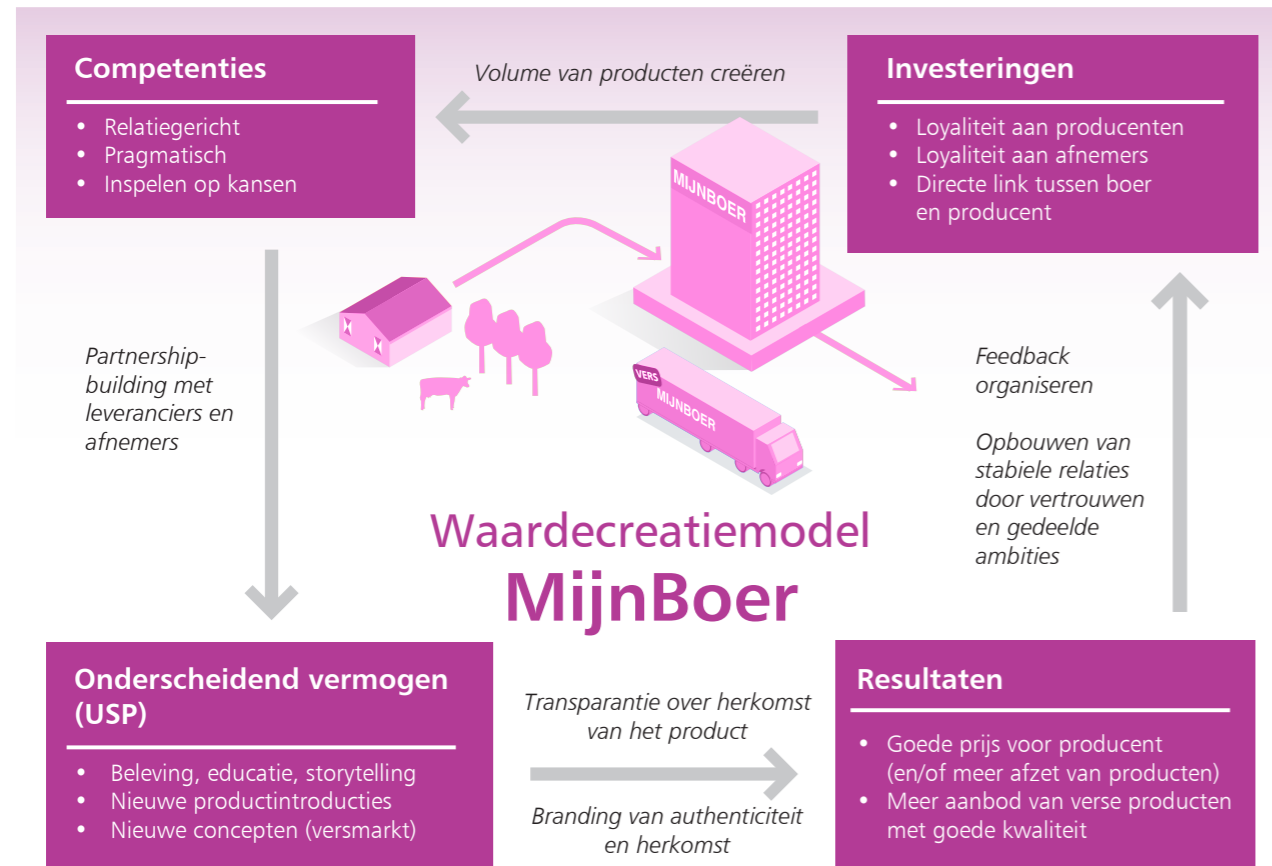 Competenties
• Relatiegericht
• Pragmatisch
• Inspelen op kansen
Volume van producten creëren
Investeringen
• Loyaliteit aan producenten
• Loyaliteit aan afnemers
• Directe link tussen boer
en producent
MIJNBOER
VERS
MIJNBOER
Partnership-
building met
leveranciers en
afnemers
Feedback
organiseren
Opbouwen van
stabiele relaties
door vertrouwen
en gedeelde
ambities
Waardecreatiemodel
MijnBoer
Onderscheidend vermogen
(USP)
• Beleving, educatie, storytelling
• Nieuwe productintroducties
• Nieuwe concepten (versmarkt)
Transparantie over herkomst
van het product
Branding van authenticiteit
en herkomst
Resultaten
• Goede prijs voor producent
(en/of meer afzet van producten)
• Meer aanbod van verse producten
met goede kwaliteit